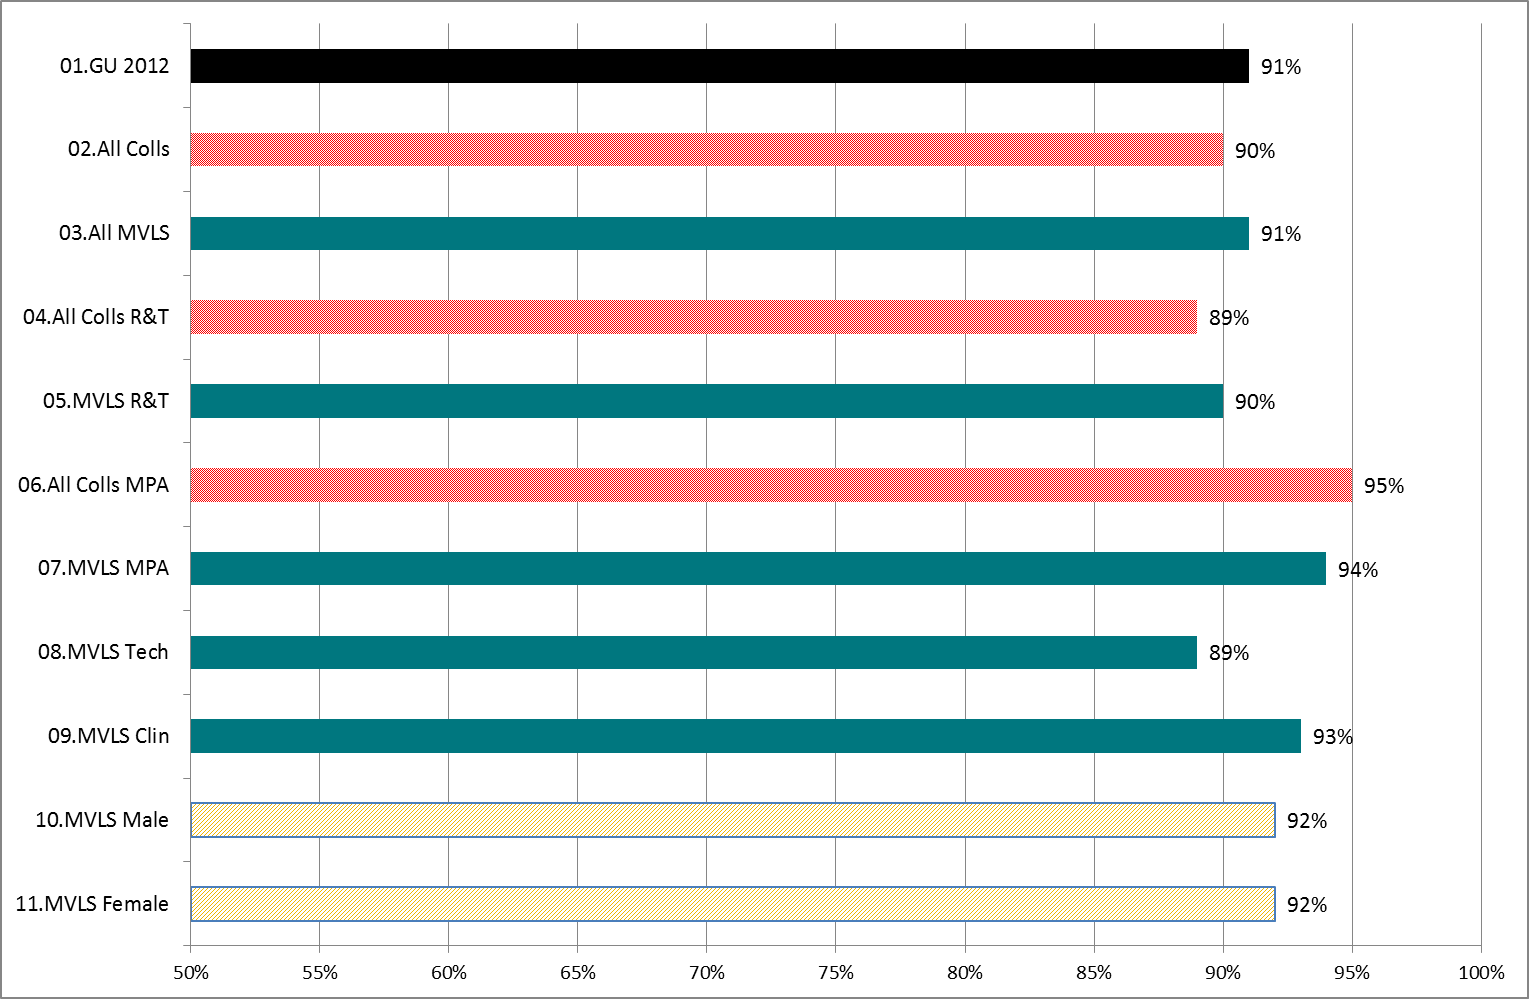 01.GU 2012 91%
02.All Colls 90%
03.All MVLS 91%
04.All Colls R&T 89%
05.MVLS R&T 90%
06.All Colls MPA 95%
07.MVLS MPA 94%
08.MVLS Tech 89%
09.MVLS Clin 93%
10.MVLS Male 92%
11.MVLS Female 92%
50% 55% 60% 65% 70% 75% 80% 85% 90% 95% 100%